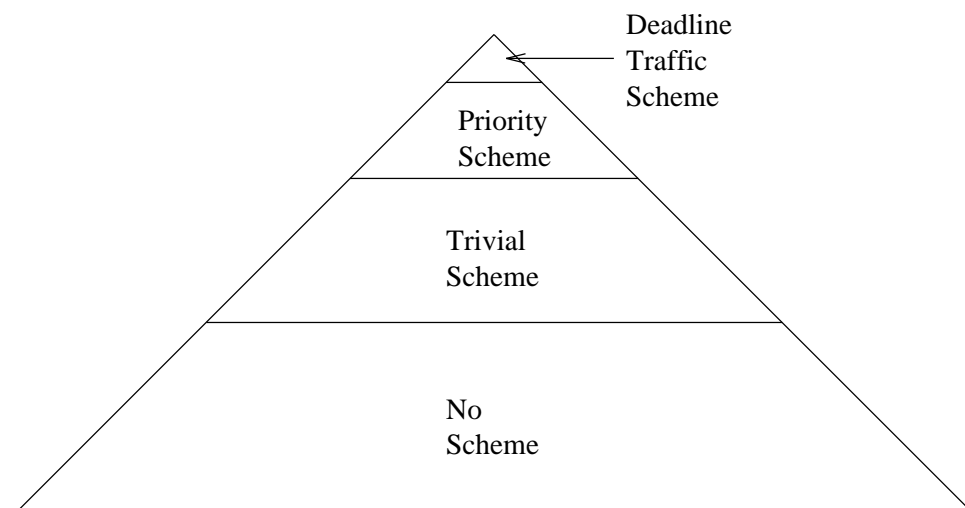 Deadline
Traffic
Scheme
Priority
Scheme
Trivial
Scheme
No
Scheme